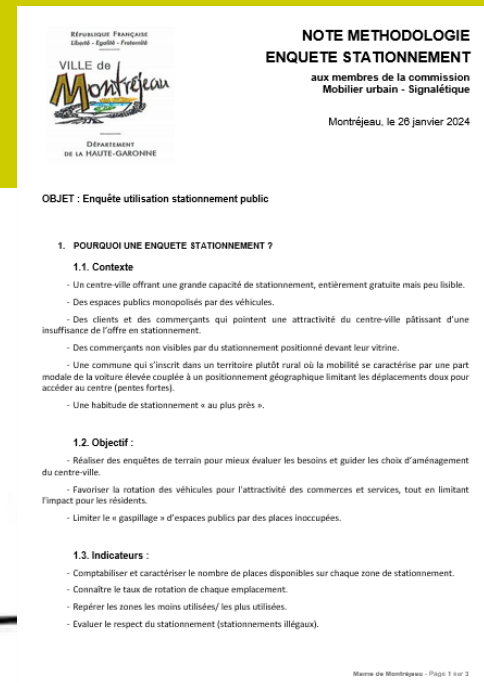 RÉPUBLIQUE FRANÇAISE
Liberté - Egalité - Fraternité
VILLE de
Montréjeau
DÉPARTEMENT
DE LA HAUTE-GARONNE
NOTE METHODOLOGIE
ENQUETE STATIONNEMENT
aux membres de la commission
Mobilier urbain - Signalétique
Montréjeau, le 26 janvier 2024
OBJET : Enquête utilisation stationnement public
1. POURQUOI UNE ENQUETE STATIONNEMENT ?
1.1. Contexte
- Un centre-ville offrant une grande capacité de stationnement, entièrement gratuite mais peu lisible.
- Des espaces publics monopolisés par des véhicules.
- Des clients et des commerçants qui pointent une attractivité du centre-ville pâtissant d'une
insuffisance de l'offre en stationnement.
- Des commerçants non visibles par du stationnement positionné devant leur vitrine.
- Une commune qui s'inscrit dans un territoire plutôt rural où la mobilité se caractérise par une part
modale de la voiture élevée couplée à un positionnement géographique limitant les déplacements doux pour
accéder au centre (pentes fortes).
- Une habitude de stationnement « au plus près ».
1.2. Objectif :
- Réaliser des enquêtes de terrain pour mieux évaluer les besoins et guider les choix d'aménagement
du centre-ville.
- Favoriser la rotation des véhicules pour l'attractivité des commerces et services, tout en limitant
l'impact pour les résidents.
- Limiter le « gaspillage » d'espaces publics par des places inoccupées.
1.3. Indicateurs :
- Comptabiliser et caractériser le nombre de places disponibles sur chaque zone de stationnement.
- Connaître le taux de rotation de chaque emplacement.
- Repérer les zones les moins utilisées/ les plus utilisées.
- Evaluer le respect du stationnement (stationnements illégaux).
Mairie de Montréjeau - Page 1 sur 3